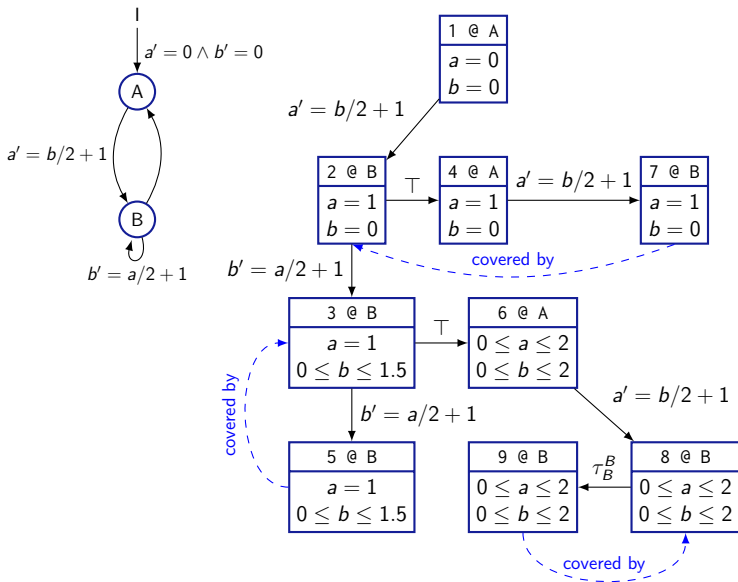 I
a′ = 0 ∧ b′ = 0
A
a′ = b/2 + 1
B
b′ = a/2 + 1
1 @ A
a = 0
b = 0
a′ = b/2 + 1
2 @ B
a = 1
b = 0
⊤
4 @ A
a = 1
b = 0
a′ = b/2 + 1
7 @ B
a = 1
b = 0
covered by
b′ = a/2 + 1
3 @ B
a = 1
0 ≤ b ≤ 1.5
⊤
6 @ A
0 ≤ a ≤ 2
0 ≤ b ≤ 2
covered by
b′ = a/2 + 1
a′ = b/2 + 1
5 @ B
a = 1
0 ≤ b ≤ 1.5
9 @ B
0 ≤ a ≤ 2
0 ≤ b ≤ 2
τ_B^B
8 @ B
0 ≤ a ≤ 2
0 ≤ b ≤ 2
covered by